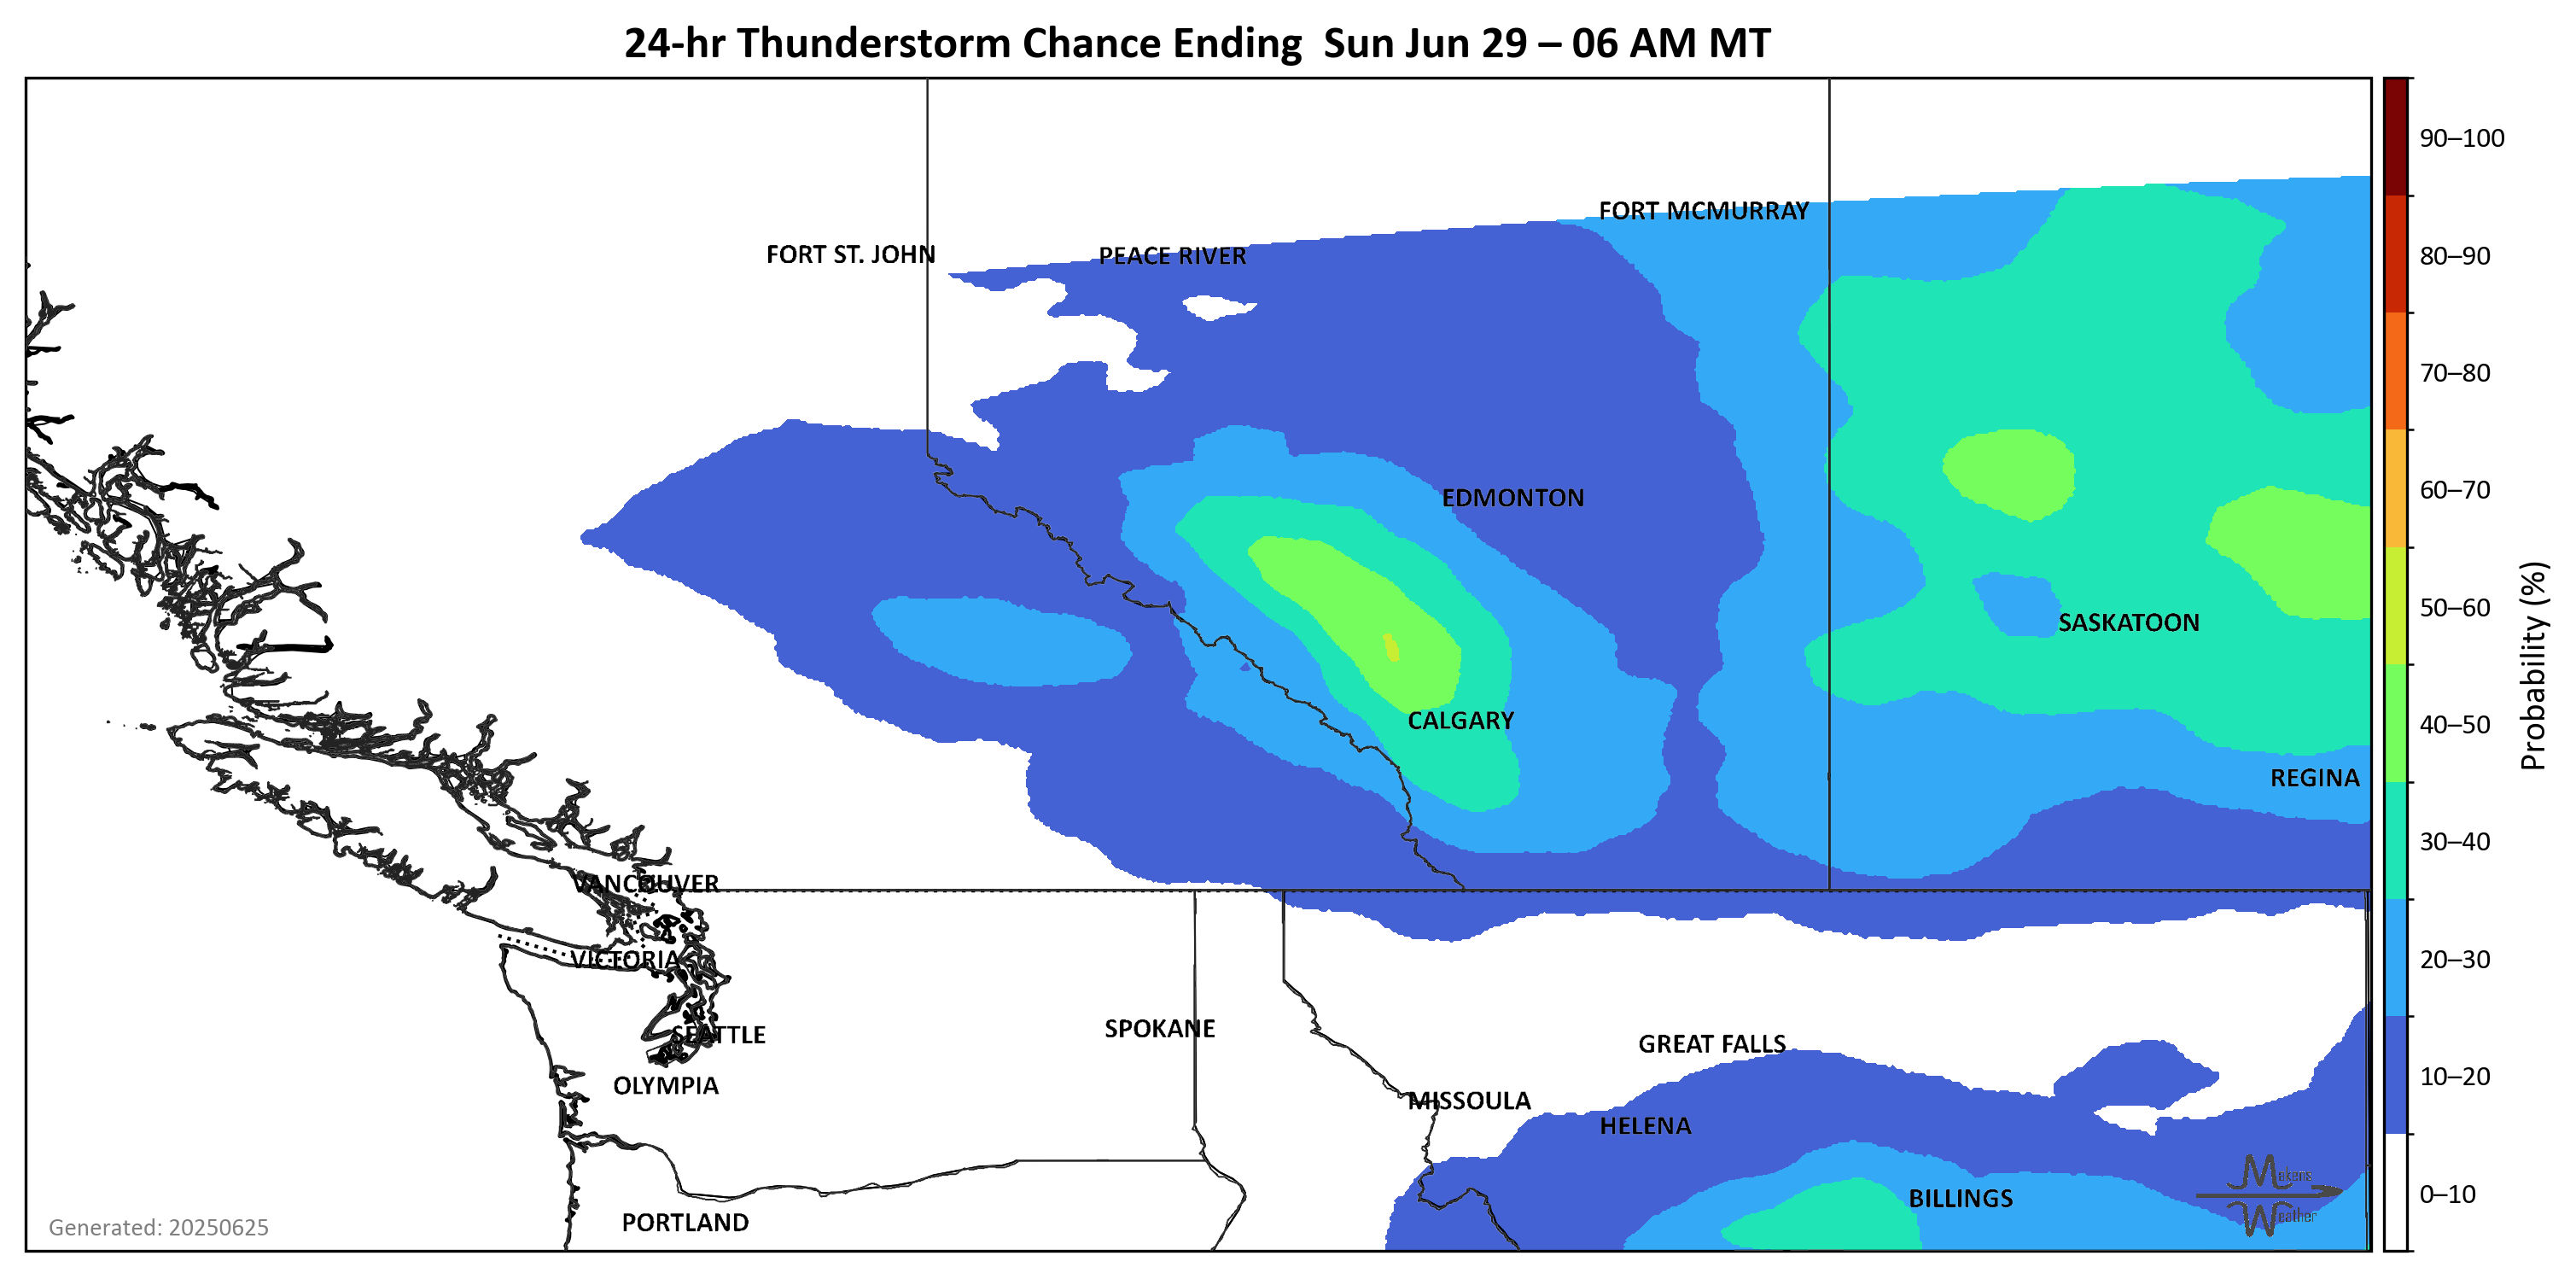 24-hr Thunderstorm Chance Ending  Sun Jun 29 – 06 AM MT
90–100
FORT MCMURRAY
FORT ST. JOHN
PEACE RIVER
80–90
70–80
60–70
EDMONTON
50–60
SASKATOON
Probability (%)
CALGARY
40–50
REGINA
30–40
VANCOUVER
VICTORIA
20–30
SPOKANE
SEATTLE
GREAT FALLS
10–20
OLYMPIA
MISSOULA
HELENA
Mekens
Weather
0–10
BILLINGS
PORTLAND
Generated: 20250625